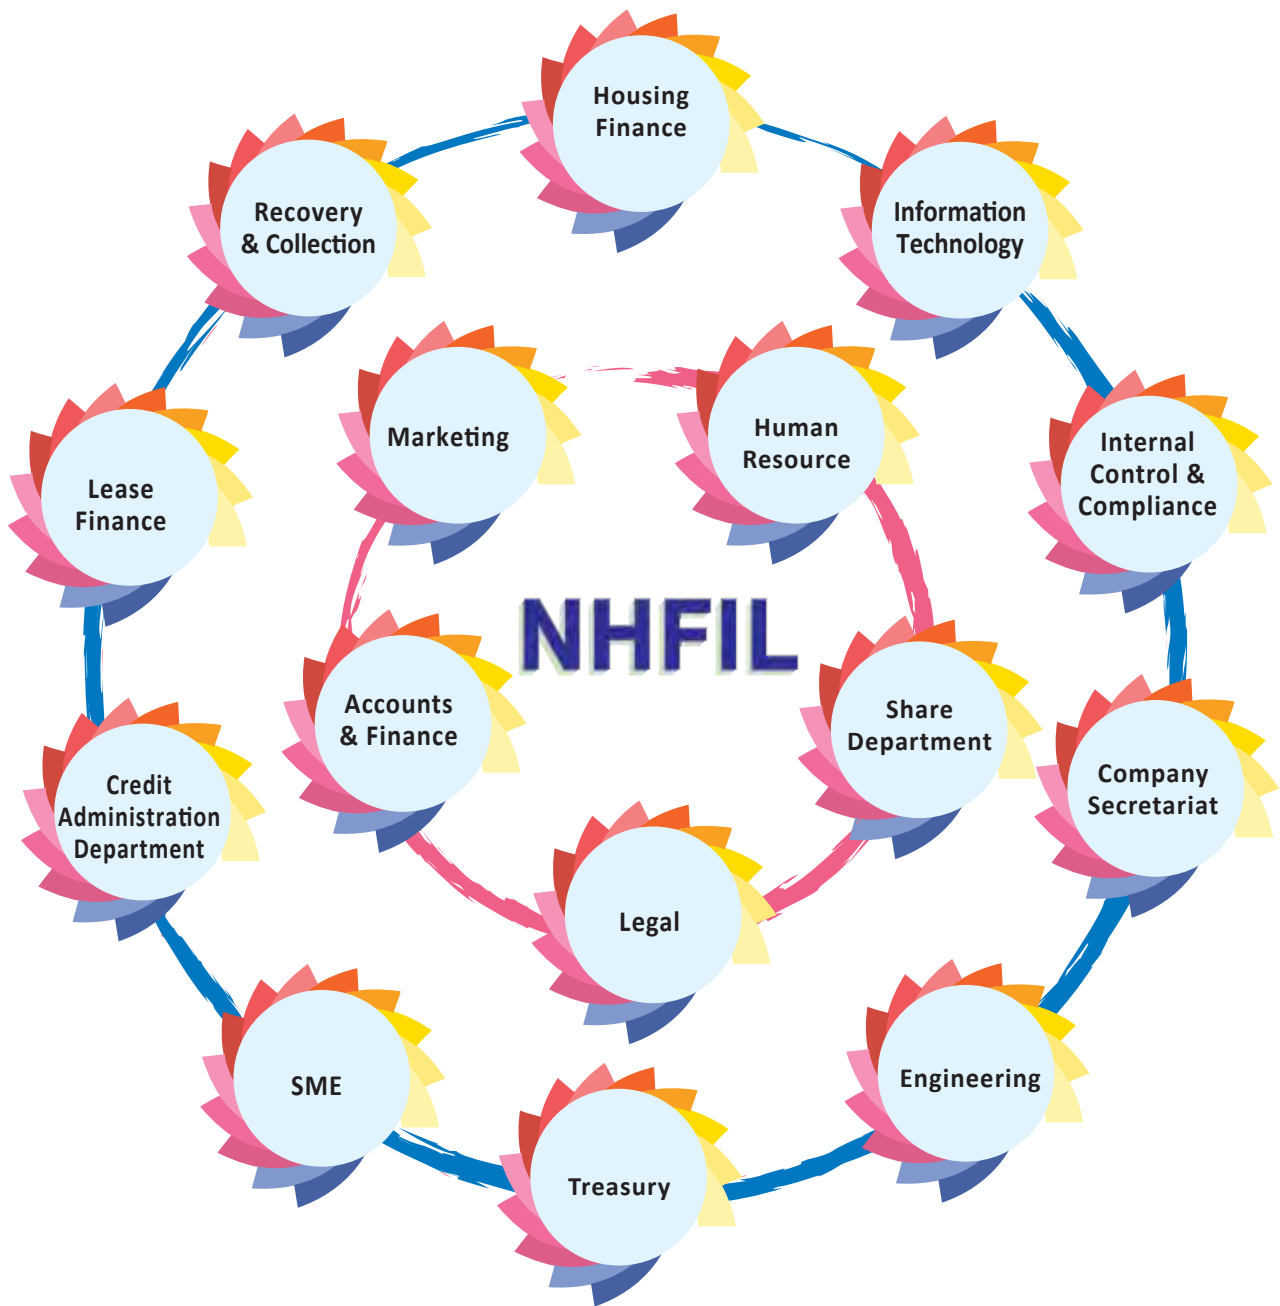 Housing
Finance
Recovery
& Collection
Information
Technology
Marketing
Human
Resource
Internal
Control &
Compliance
Lease
Finance
NHFIL
Accounts
& Finance
Share
Department
Company
Secretariat
Credit
Administration
Department
Legal
SME
Engineering
Treasury